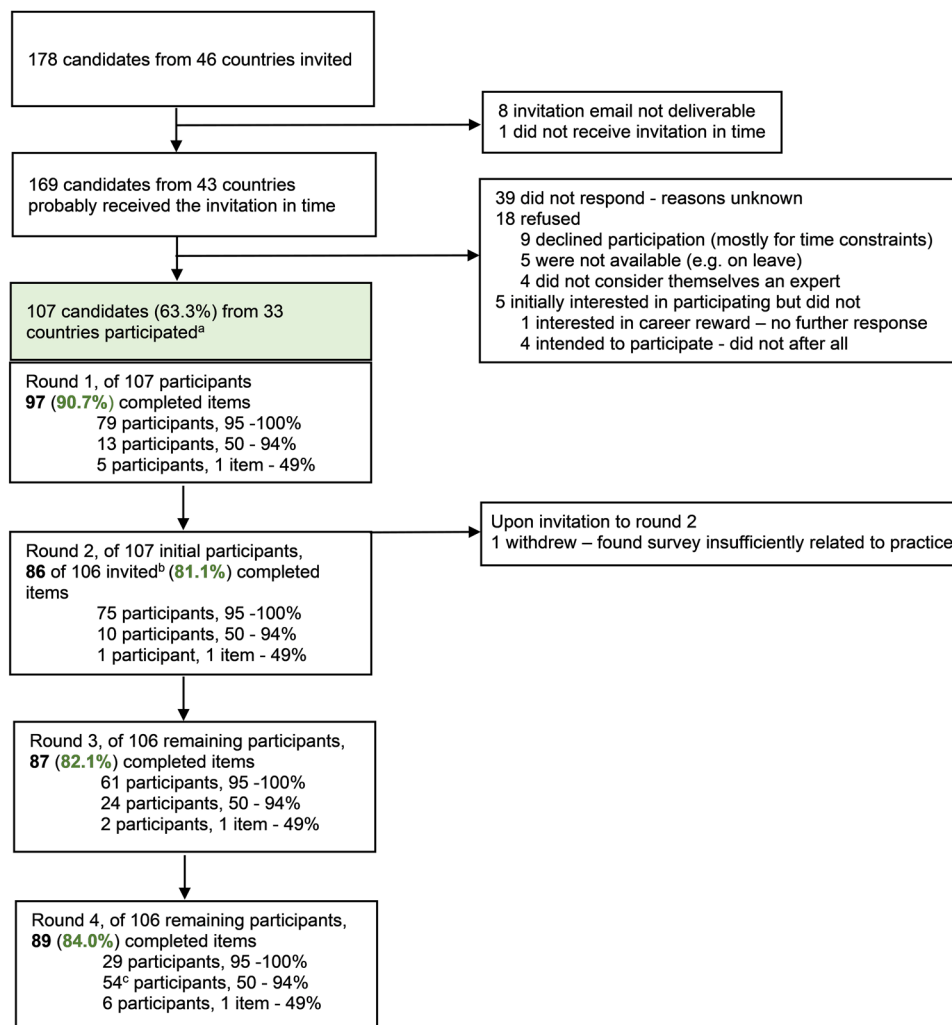 178 candidates from 46 countries invited
8 invitation email not deliverable
1 did not receive invitation in time
169 candidates from 43 countries
probably received the invitation in time
39 did not respond - reasons unknown
18 refused
9 declined participation (mostly for time constraints)
5 were not available (e.g. on leave)
4 did not consider themselves an expert
5 initially interested in participating but did not
1 interested in career reward – no further response
4 intended to participate - did not after all
107 candidates (63.3%) from 33
countries participatedᵃ
Round 1, of 107 participants
97 (90.7%) completed items
79 participants, 95 -100%
13 participants, 50 - 94%
5 participants, 1 item - 49%
Upon invitation to round 2
1 withdrew – found survey insufficiently related to practice
Round 2, of 107 initial participants,
86 of 106 invitedᵇ (81.1%) completed
items
75 participants, 95 -100%
10 participants, 50 - 94%
1 participant, 1 item - 49%
Round 3, of 106 remaining participants,
87 (82.1%) completed items
61 participants, 95 -100%
24 participants, 50 - 94%
2 participants, 1 item - 49%
Round 4, of 106 remaining participants,
89 (84.0%) completed items
29 participants, 95 -100%
54ᶜ participants, 50 - 94%
6 participants, 1 item - 49%